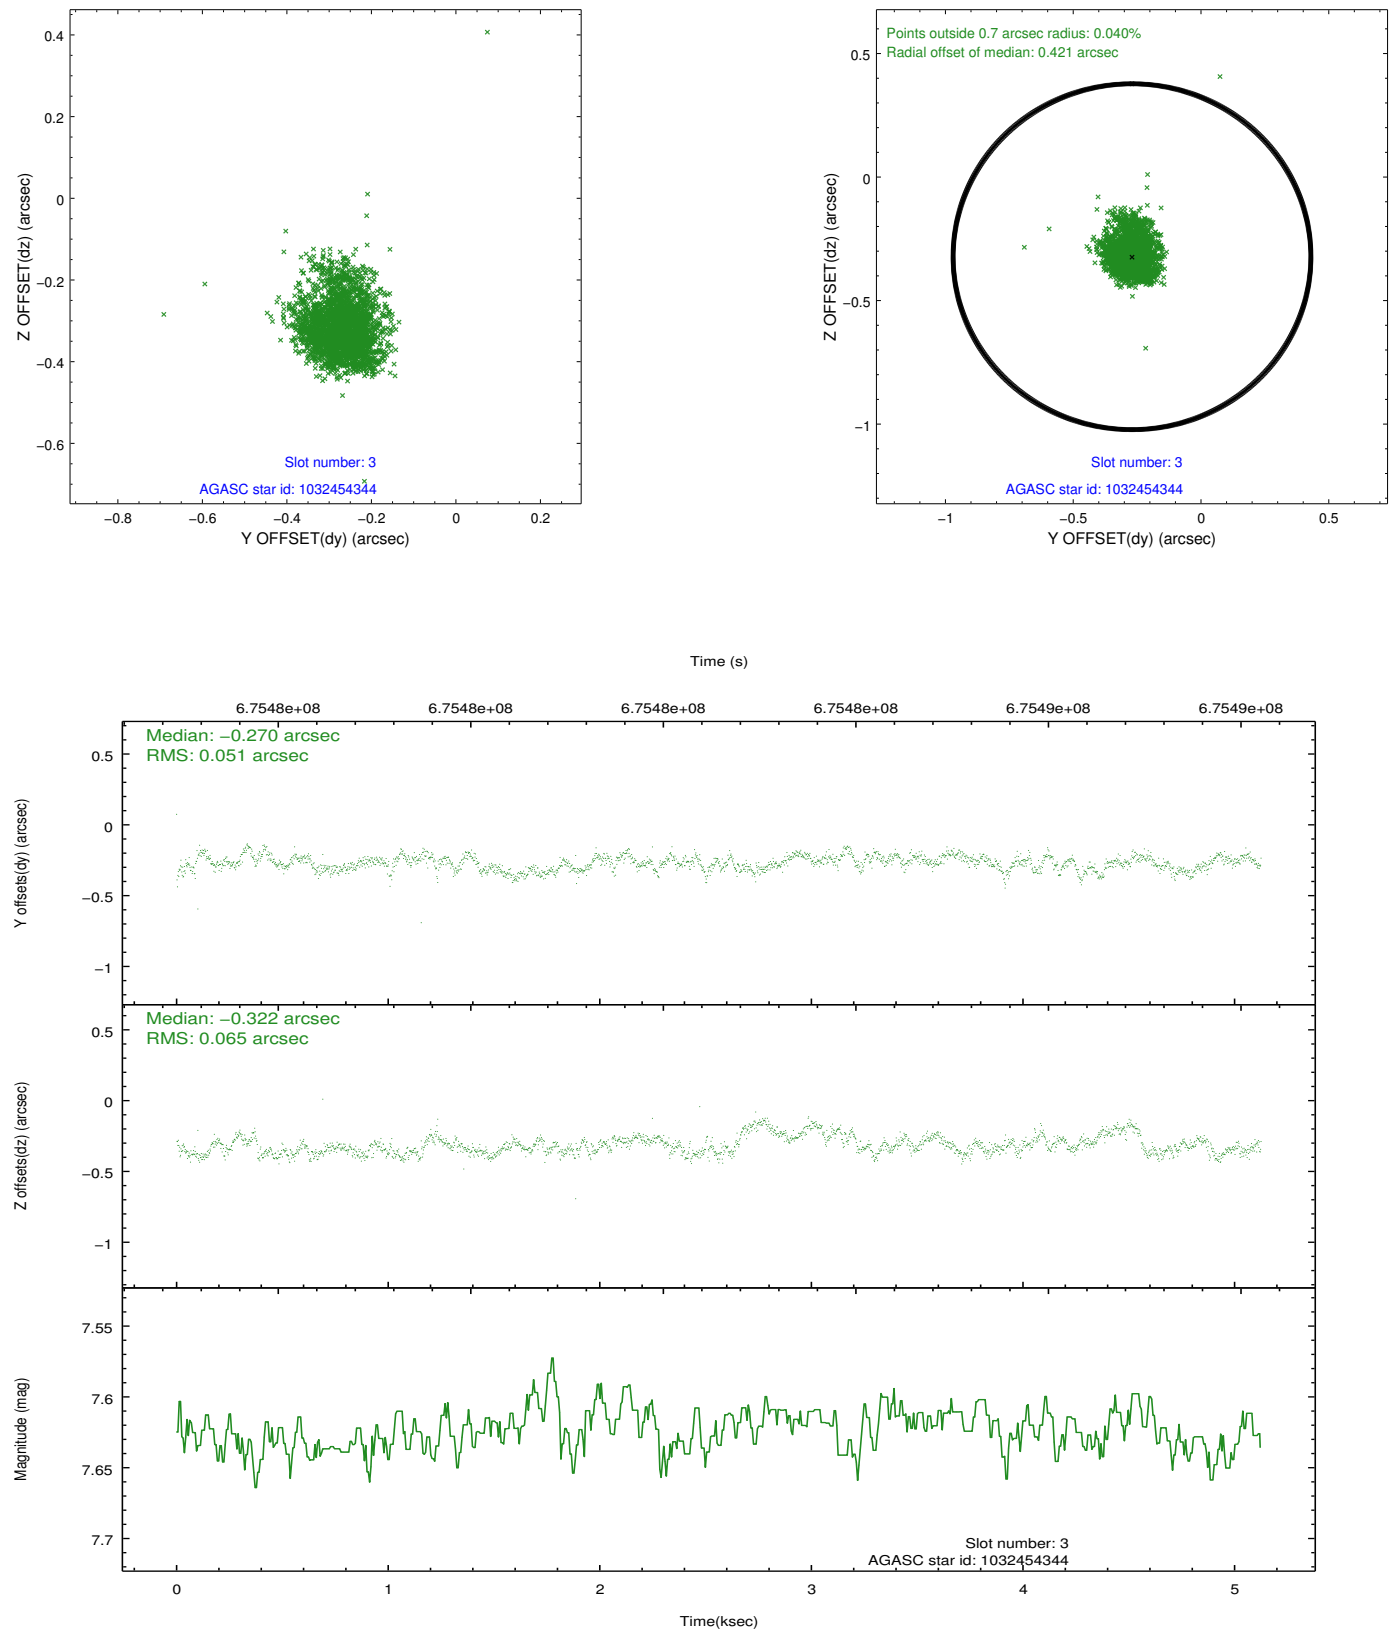 0.4
0.2
0
−0.2
−0.4
−0.6
Z OFFSET(dz) (arcsec)
Slot number: 3
AGASC star id: 1032454344
−0.8
−0.6
−0.4
−0.2
0
0.2
Y OFFSET(dy) (arcsec)
Points outside 0.7 arcsec radius: 0.040%
Radial offset of median: 0.421 arcsec
0.5
0
−0.5
−1
Z OFFSET(dz) (arcsec)
Slot number: 3
AGASC star id: 1032454344
−1
−0.5
0
0.5
Y OFFSET(dy) (arcsec)
Time (s)
6.7548e+08
6.7548e+08
6.7548e+08
6.7548e+08
6.7549e+08
6.7549e+08
Median: −0.270 arcsec
RMS: 0.051 arcsec
0.5
0
−0.5
−1
Y offsets(dy) (arcsec)
Median: −0.322 arcsec
RMS: 0.065 arcsec
0.5
0
−0.5
−1
Z offsets(dz) (arcsec)
7.55
7.6
7.65
7.7
Magnitude (mag)
Slot number: 3
AGASC star id: 1032454344
0
1
2
3
4
5
Time(ksec)